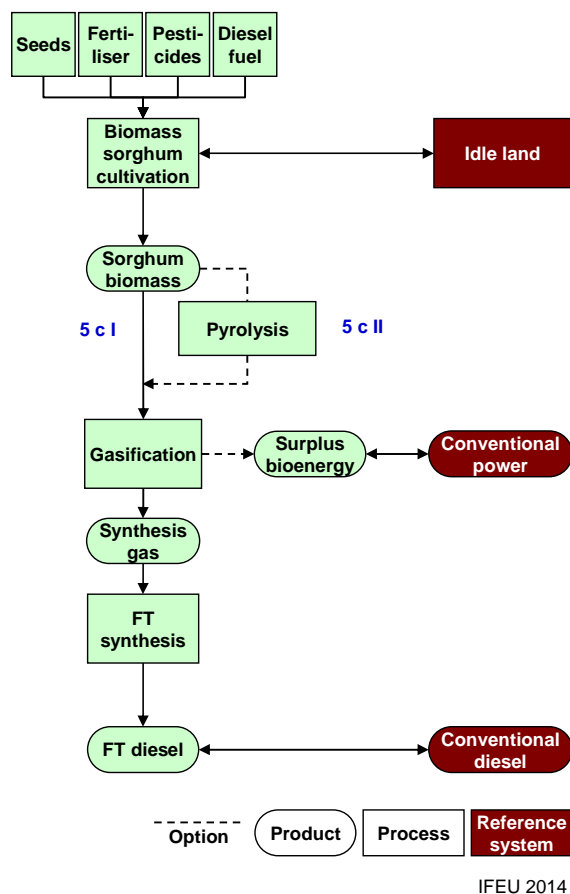 Seeds
Ferti-
liser
Pesti-
cides
Diesel
fuel
Biomass
sorghum
cultivation
Idle land
Sorghum
biomass
5 c I
Pyrolysis
5 c II
Gasification
Surplus
bioenergy
Conventional
power
Synthesis
gas
FT
synthesis
FT diesel
Conventional
diesel
Option
Product
Process
Reference
system
IFEU 2014